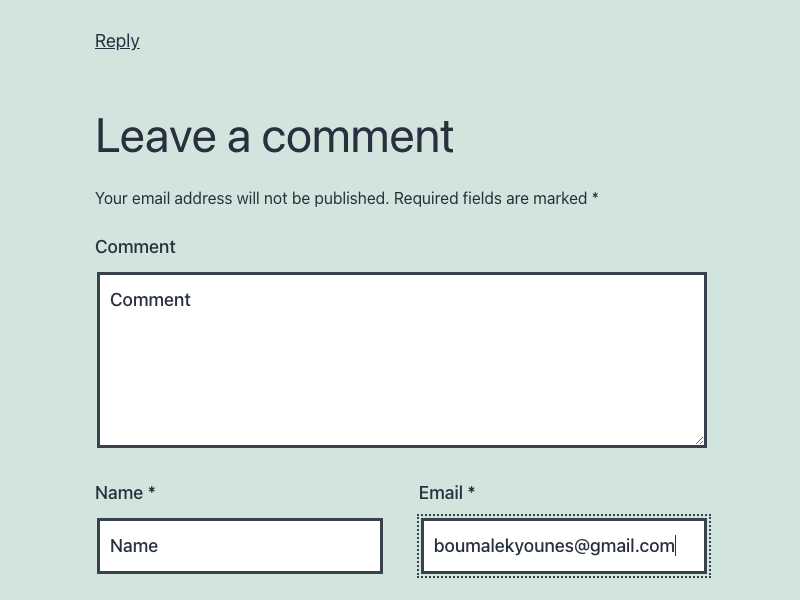 Reply
Leave a comment
Your email address will not be published. Required fields are marked *
Comment
Comment
Name *
Email *
Name
boumalekyounes@gmail.com